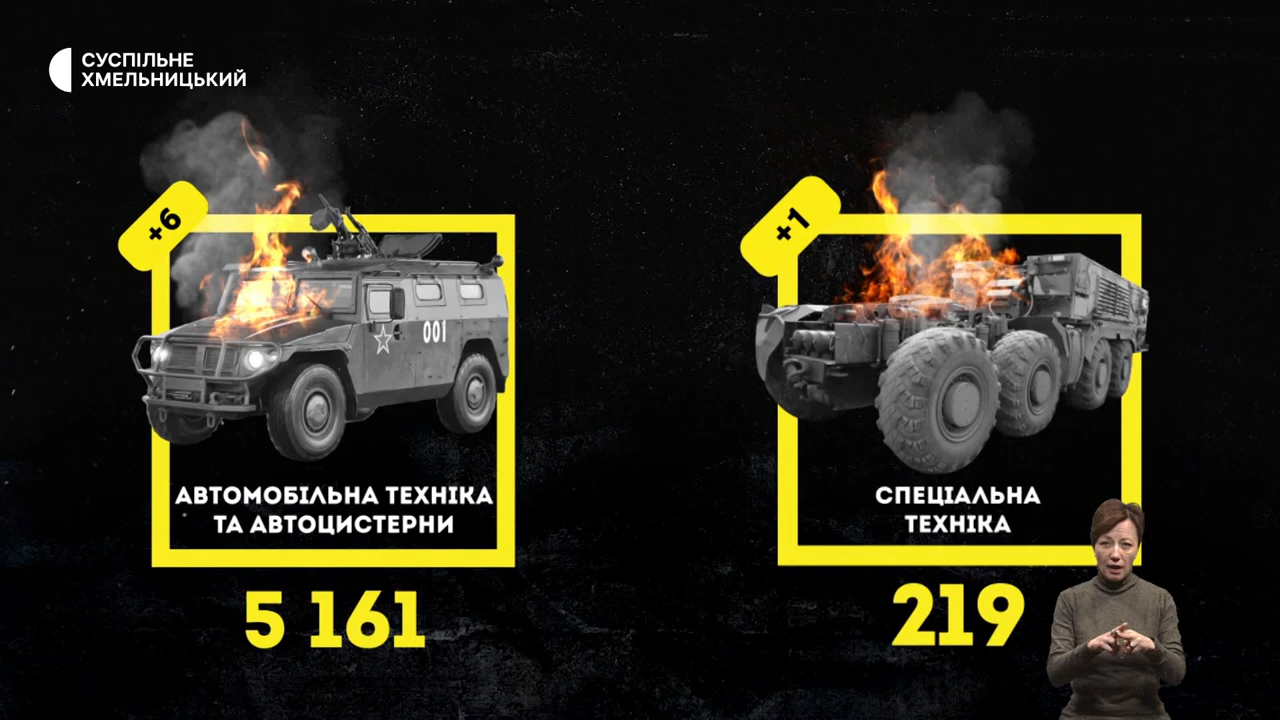 СУСПІЛЬНЕ
ХМЕЛЬНИЦЬКИЙ
+6
+1
001
АВТОМОБІЛЬНА ТЕХНІКА
ТА АВТОЦИСТЕРНИ
СПЕЦІАЛЬНА
ТЕХНІКА
5 161
219